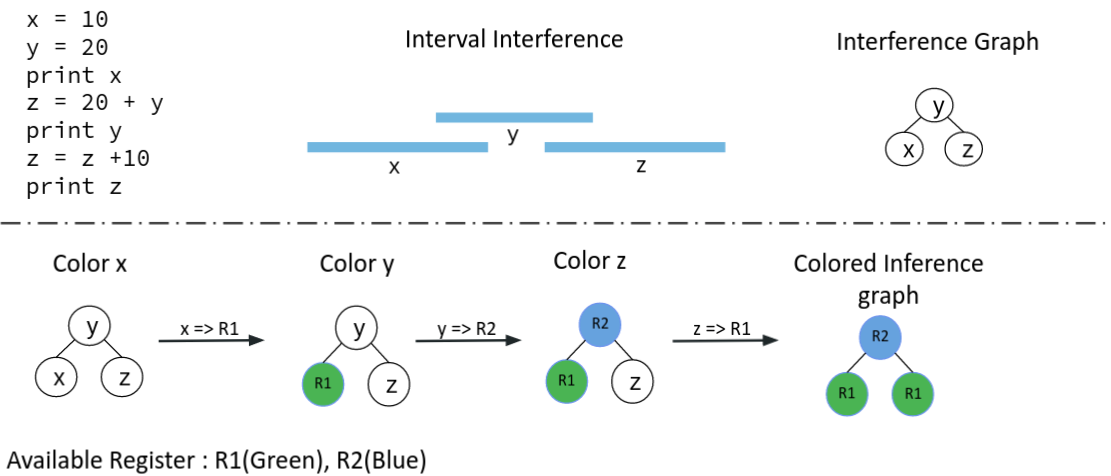 x = 10
y = 20
print x
z = 20 + y
print y
z = z +10
print z
Interval Interference
y
x
z
Interference Graph
y
x
z
Color x
y
x
z
x => R1
Color y
y
R1
z
y => R2
Color z
R2
R1
z
z => R1
Colored Inference
graph
R2
R1
R1
Available Register : R1(Green), R2(Blue)